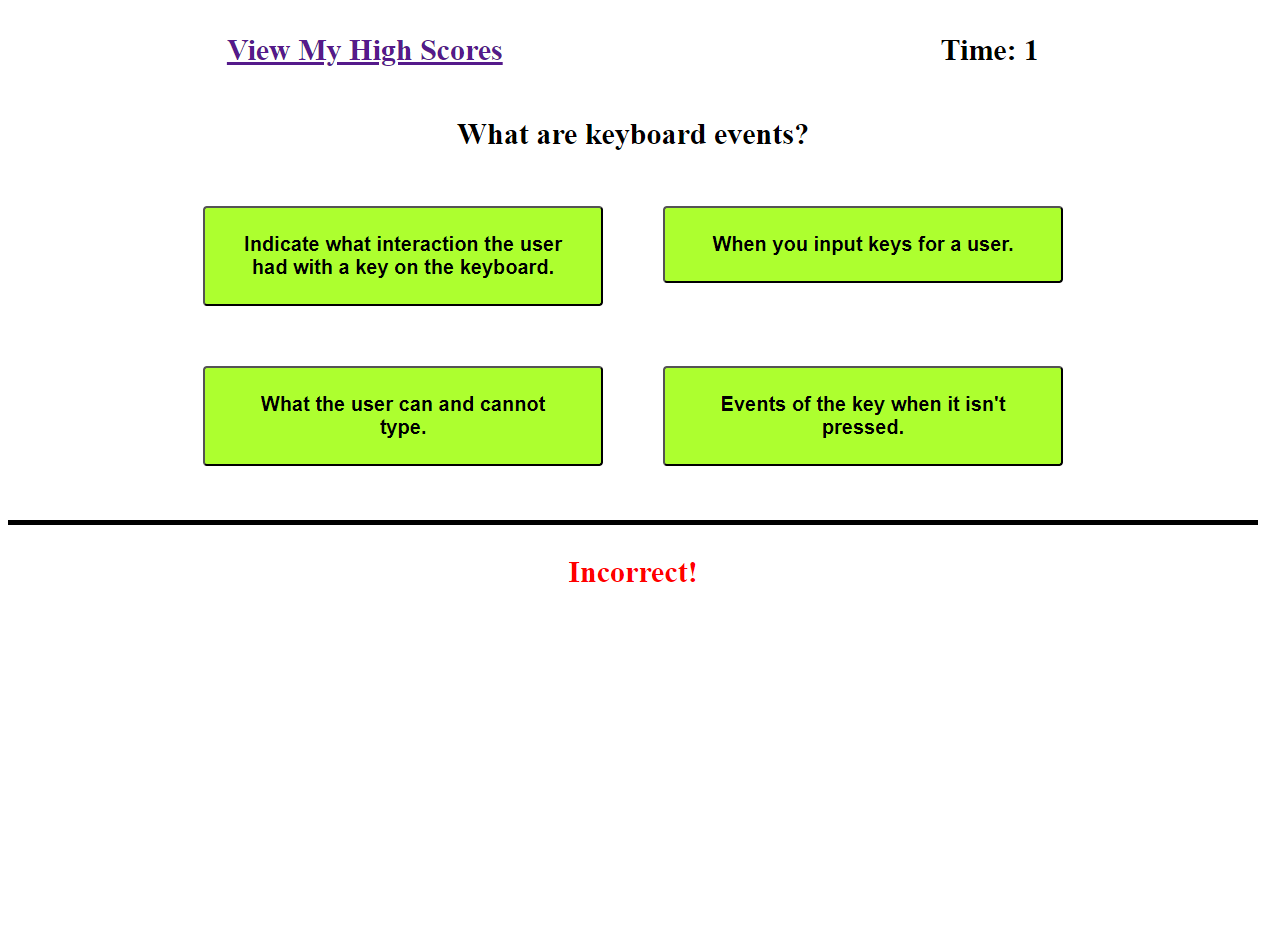 View My High Scores
Time: 1
What are keyboard events?
Indicate what interaction the user
had with a key on the keyboard.
When you input keys for a user.
What the user can and cannot
type.
Events of the key when it isn't
pressed.
Incorrect!